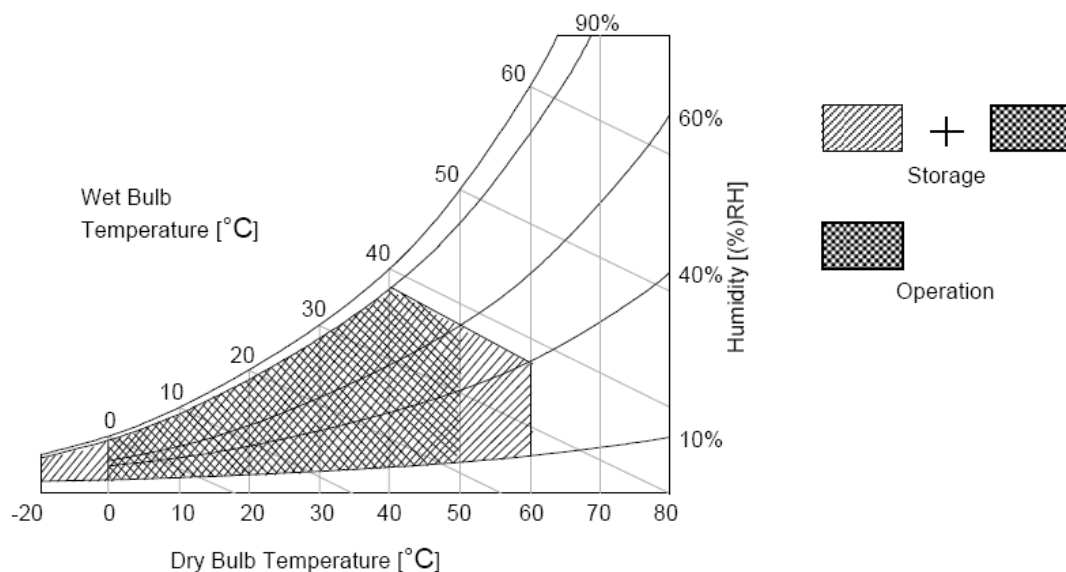 90%
60
60%
50
Storage
Wet Bulb
Temperature [°C]
40
40%
Humidity [(%)RH]
30
Operation
20
10
0
10%
-20 0 10 20 30 40 50 60 70 80
Dry Bulb Temperature [°C]